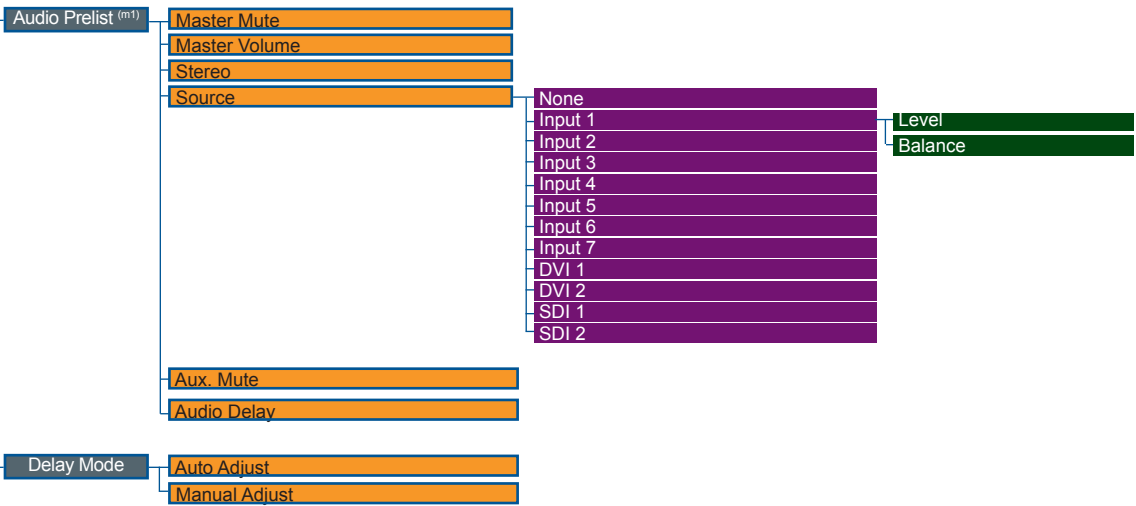 Audio Prelist (m1)
Master Mute
Master Volume
Stereo
Source
None
Input 1
Level
Input 2
Balance
Input 3
Input 4
Input 5
Input 6
Input 7
DVI 1
DVI 2
SDI 1
SDI 2
Aux. Mute
Audio Delay
Delay Mode
Auto Adjust
Manual Adjust